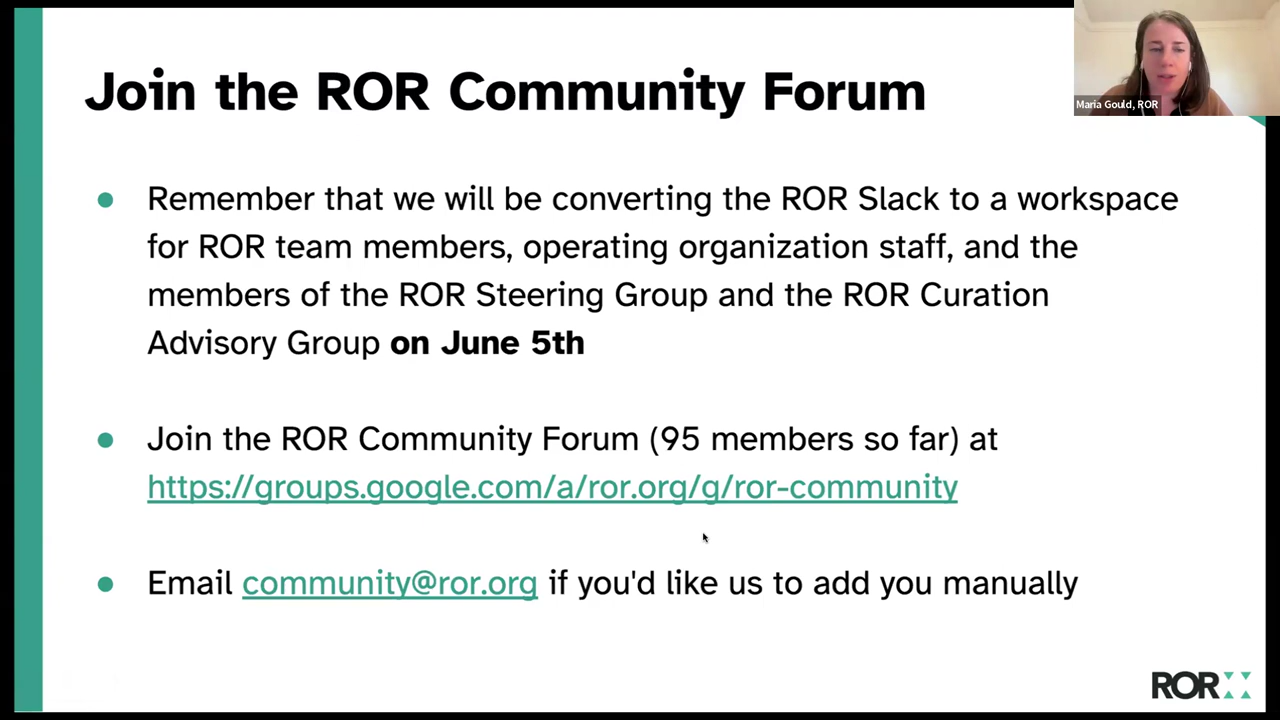 Join the ROR Community Forum
Maria Gould, ROR
● Remember that we will be converting the ROR Slack to a workspace
for ROR team members, operating organization staff, and the
members of the ROR Steering Group and the ROR Curation
Advisory Group on June 5th
● Join the ROR Community Forum (95 members so far) at
https://groups.google.com/a/ror.org/g/ror-community
● Email community@ror.org if you'd like us to add you manually
ROR